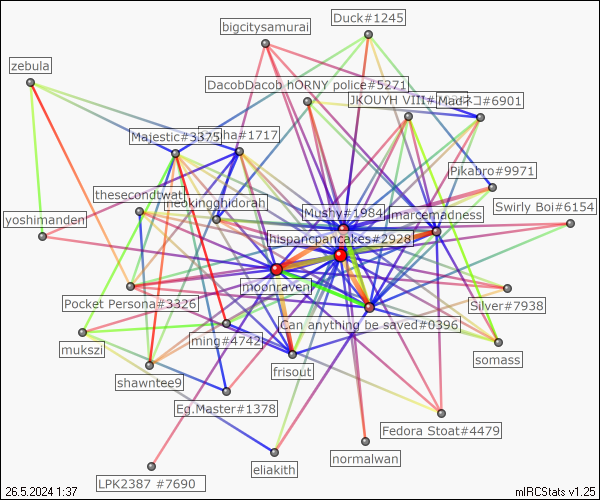 bigcitysamurai
Duck#1245
zebula
DacobDacob hORNY police#5271
JKOUYH VIII#
Madネコ#6901
Majestic#3375
ha#1717
Pikabro#9971
thesecondtwat
neokingghidorah
Mushy#1984
marcemadness
Swirly Boi#6154
yoshimanden
hispancpancakes#2928
moonraven
Pocket Persona#3326
Silver#7938
Can anything be saved#0396
mukszi
ming#4742
somass
shawntee9
frisout
Eg.Master#1378
Fedora Stoat#4479
normalwan
eliakith
LPK2387 #7690
26.5.2024 1:37
mIRCStats v1.25